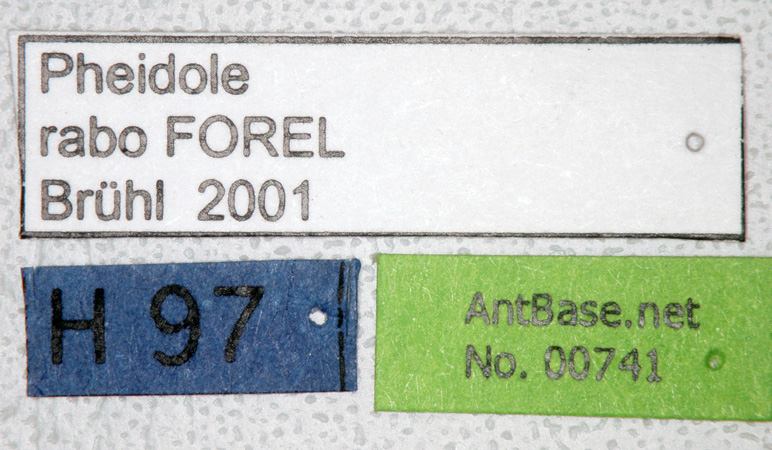 Pheidole
rabo FOREL
Brühl 2001
H 97
AntBase.net
No. 00741